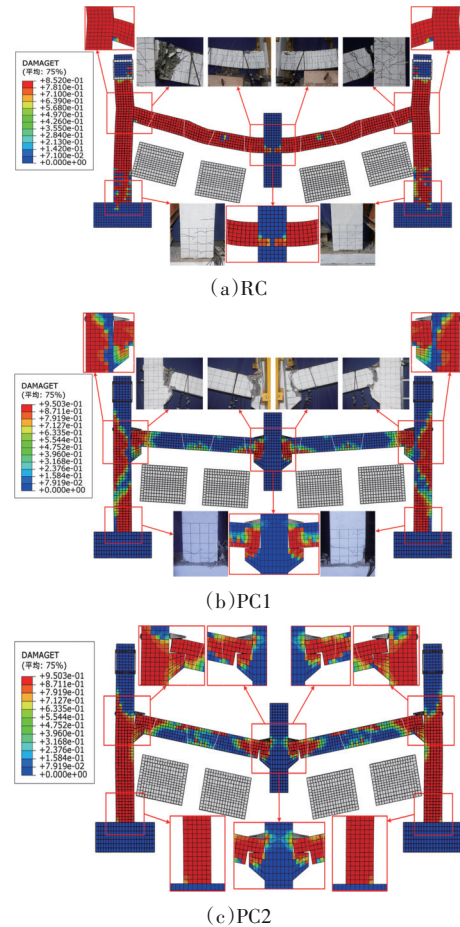 DAMAGET
(平均: 75%)
+8.520e-01
+7.810e-01
+7.100e-01
+6.390e-01
+5.680e-01
+4.970e-01
+4.260e-01
+3.550e-01
+2.840e-01
+2.130e-01
+1.420e-01
+7.100e-02
+0.000e+00
(a)RC
DAMAGET
(平均: 75%)
+9.503e-01
+8.711e-01
+7.919e-01
+7.127e-01
+6.335e-01
+5.544e-01
+4.752e-01
+3.960e-01
+3.168e-01
+2.376e-01
+1.584e-01
+7.919e-02
+0.000e+00
(b)PC1
DAMAGET
(平均: 75%)
+9.503e-01
+8.711e-01
+7.919e-01
+7.127e-01
+6.335e-01
+5.544e-01
+4.752e-01
+3.960e-01
+3.168e-01
+2.376e-01
+1.584e-01
+7.919e-02
+0.000e+00
(c)PC2